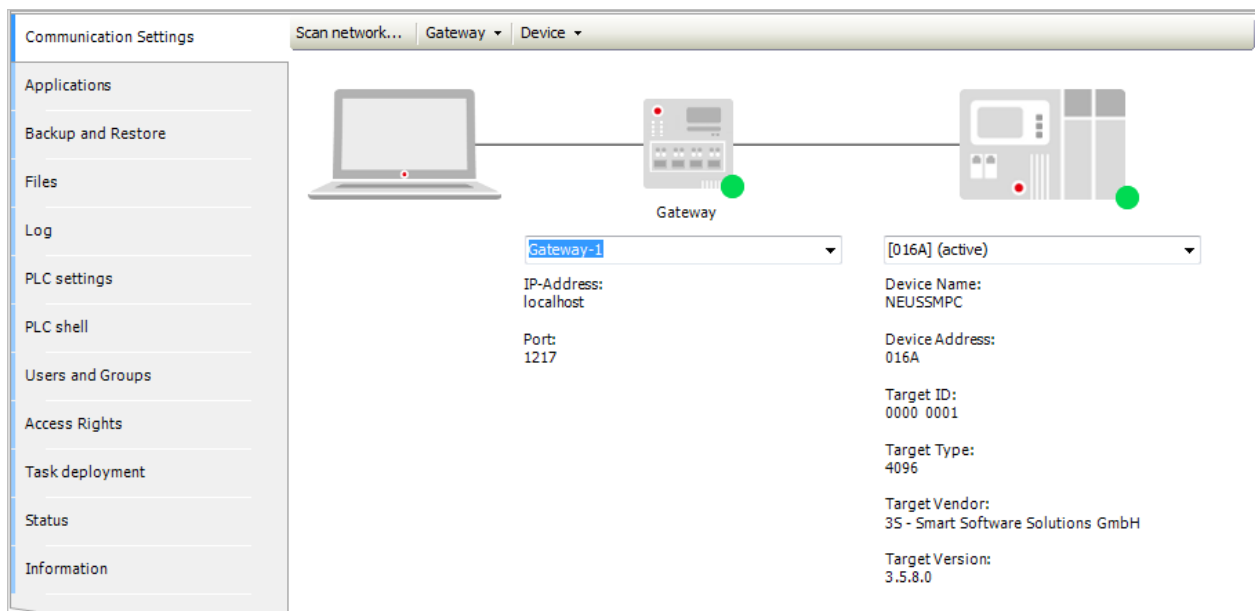 Communication Settings
Applications
Backup and Restore
Files
Log
PLC settings
PLC shell
Users and Groups
Access Rights
Task deployment
Status
Information
Scan network... Gateway Device
Gateway
Gateway-1
IP-Address:
localhost
Port:
1217
[016A] (active)
Device Name:
NEUSSMPC
Device Address:
016A
Target ID:
0000 0001
Target Type:
4096
Target Vendor:
3S - Smart Software Solutions GmbH
Target Version:
3.5.8.0